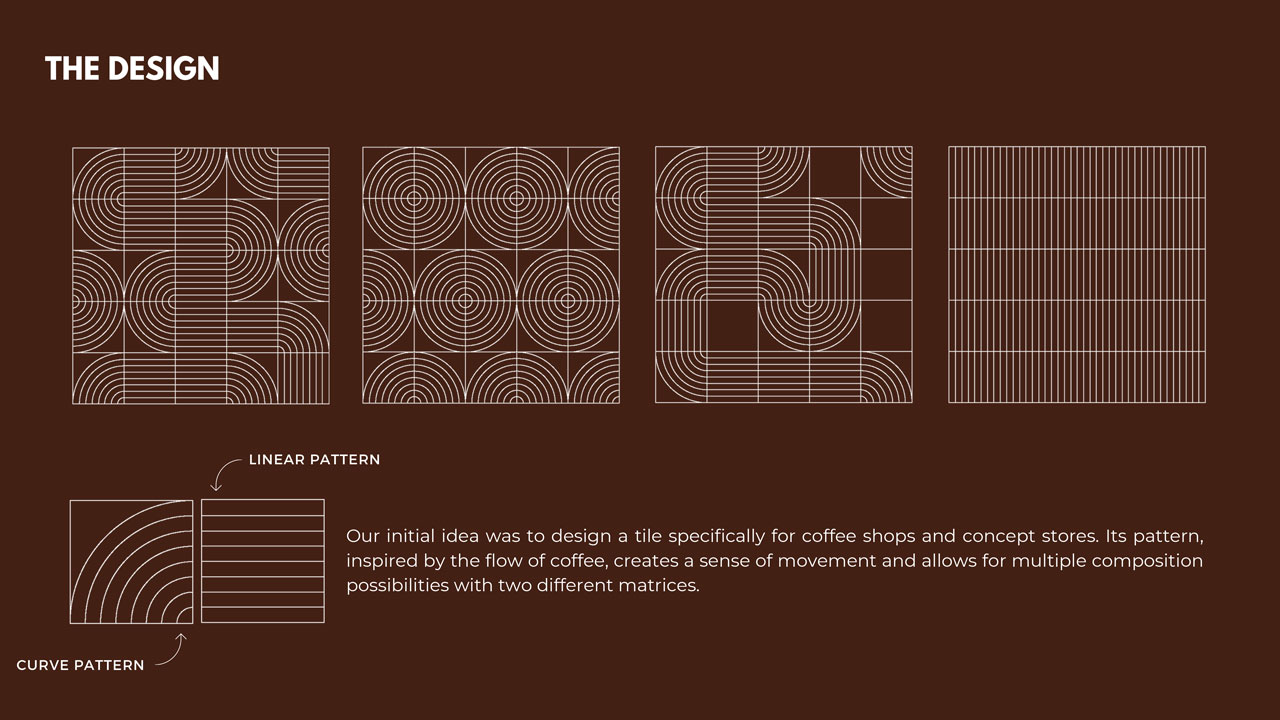 THE DESIGN
LINEAR PATTERN
Our initial idea was to design a tile specifically for coffee shops and concept stores. Its pattern,
inspired by the flow of coffee, creates a sense of movement and allows for multiple composition
possibilities with two different matrices.
CURVE PATTERN